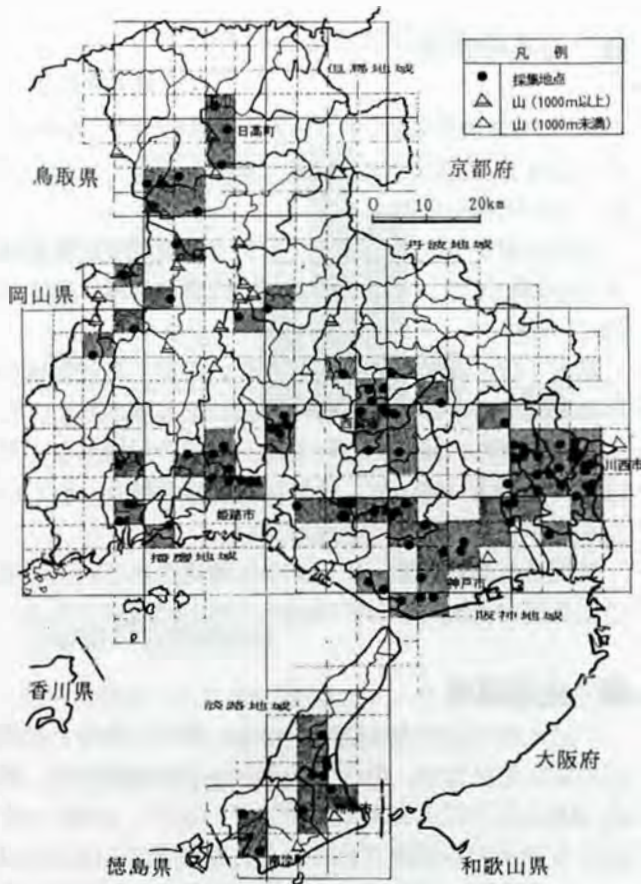 凡例
採集地点
山(1000m以上)
山(1000m未満)
但馬地域
日高町
鳥取県
京都府
0 10 20km
丹波地域
岡山県
川西市
姫路市
播磨地域
神戸市
阪神地域
香川県
淡路地域
大阪府
徳島県
和歌山県